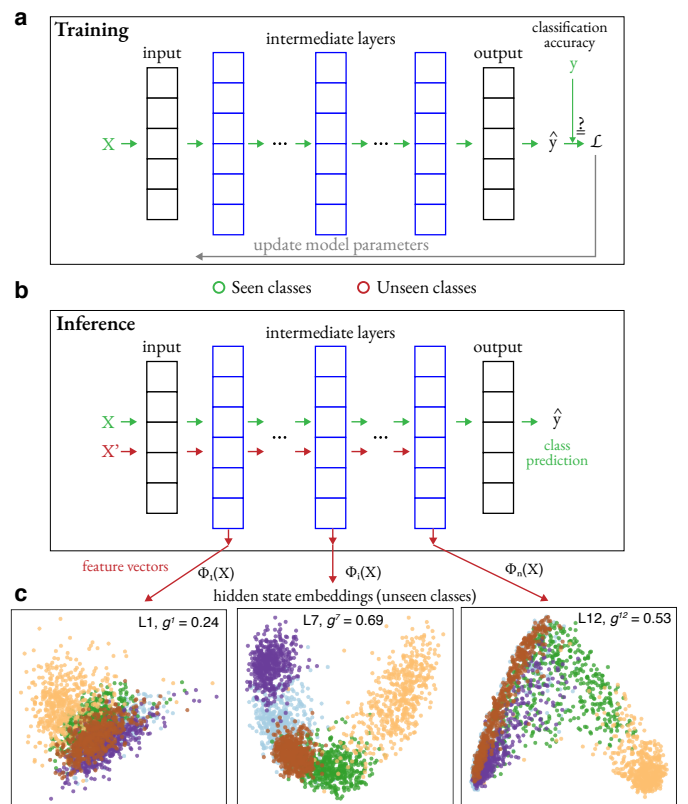 a
Training
classification
accuracy
intermediate layers
input
output
y
X
...
...
ŷ
≟
ℒ
update model parameters
b
Seen classes
Unseen classes
Inference
intermediate layers
input
output
X
ŷ
...
...
X'
class
prediction
feature vectors
Φ₁(X)
Φᵢ(X)
Φₙ(X)
c
hidden state embeddings (unseen classes)
L1, g¹ = 0.24
L7, g⁷ = 0.69
L12, g¹² = 0.53